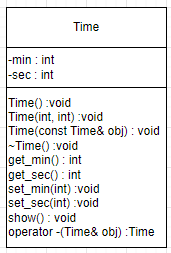 Time
-min : int
-sec : int
Time() :void
Time(int, int) :void
Time(const Time& obj) : void
~Time() :void
get_min() : int
get_sec() : int
set_min(int) :void
set_sec(int) :void
show() : void
operator -(Time& obj) :Time